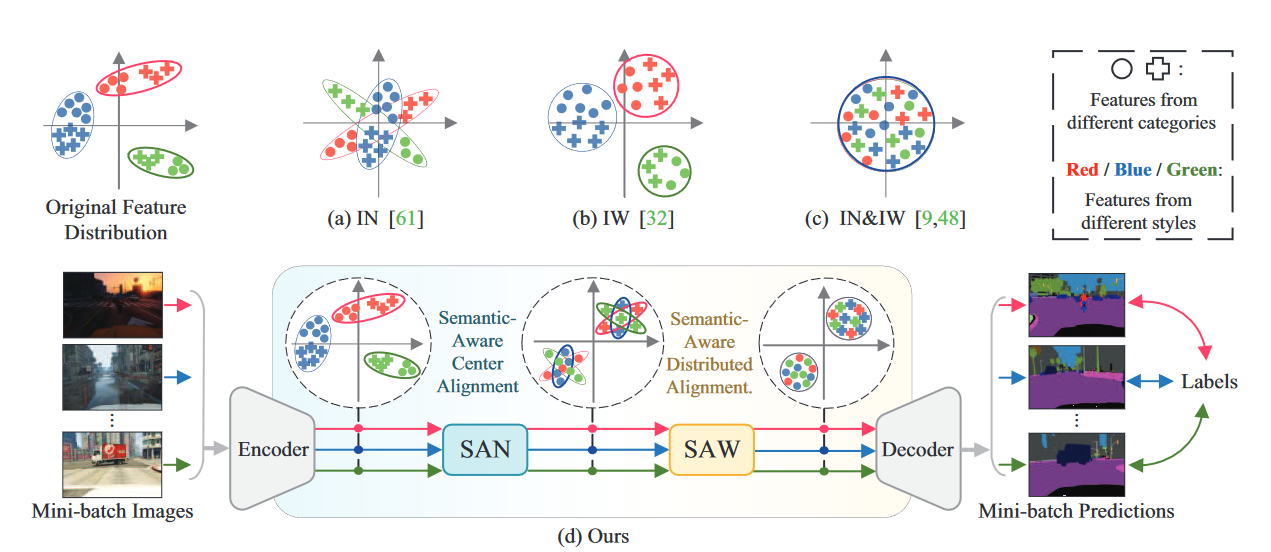 Original Feature
Distribution
(a) IN [61]
(b) IW [32]
(c) IN&IW [9,48]
:
Features from
different categories
Red / Blue / Green:
Features from
different styles
Semantic-
Aware
Center
Alignment
Semantic-
Aware
Distributed
Alignment.
Encoder
SAN
SAW
Decoder
Labels
Mini-batch Images
Mini-batch Predictions
(d) Ours